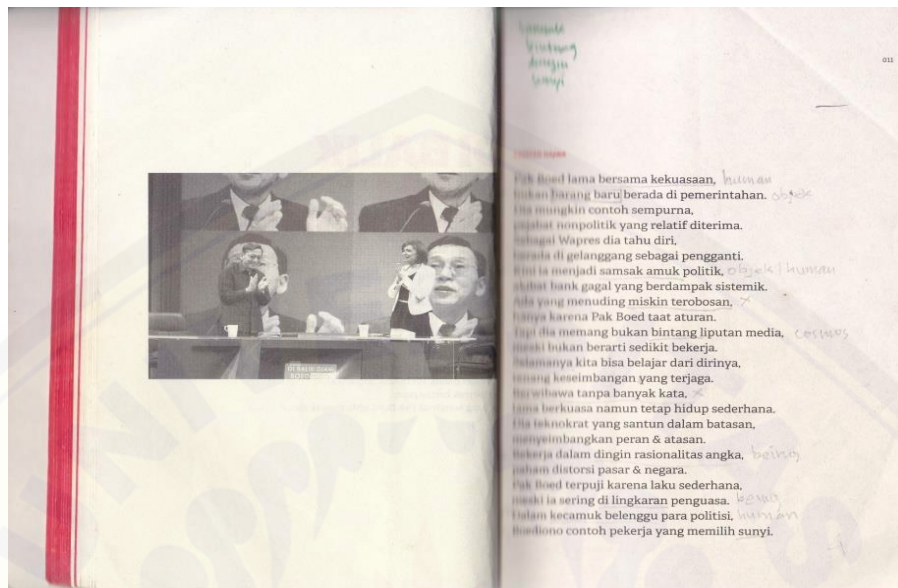 011
Pak Boed lama bersama kekuasaan, human
bukan barang baru berada di pemerintahan. objek
Dia mungkin contoh sempurna,
pejabat nonpolitik yang relatif diterima.
Sebagai Wapres dia tahu diri,
berada di gelanggang sebagai pengganti.
Kini ia menjadi samsak amuk politik, objek/human
akibat bank gagal yang berdampak sistemik.
Ada yang menuding miskin terobosan, x
hanya karena Pak Boed taat aturan.
Tapi dia memang bukan bintang liputan media, cosmos
meski bukan berarti sedikit bekerja.
kita bisa belajar dari dirinya,
keseimbangan yang terjaga.
Berwibawa tanpa banyak kata, x
lama berkuasa namun tetap hidup sederhana.
Dia teknokrat yang santun dalam batasan,
menyeimbangkan peran & atasan.
Bekerja dalam dingin rasionalitas angka, being
paham distorsi pasar & negara.
Pak Boed terpuji karena laku sederhana,
meski ia sering di lingkaran penguasa.
Dalam kecamuk belenggu para politisi, human
Boediono contoh pekerja yang memilih sunyi.